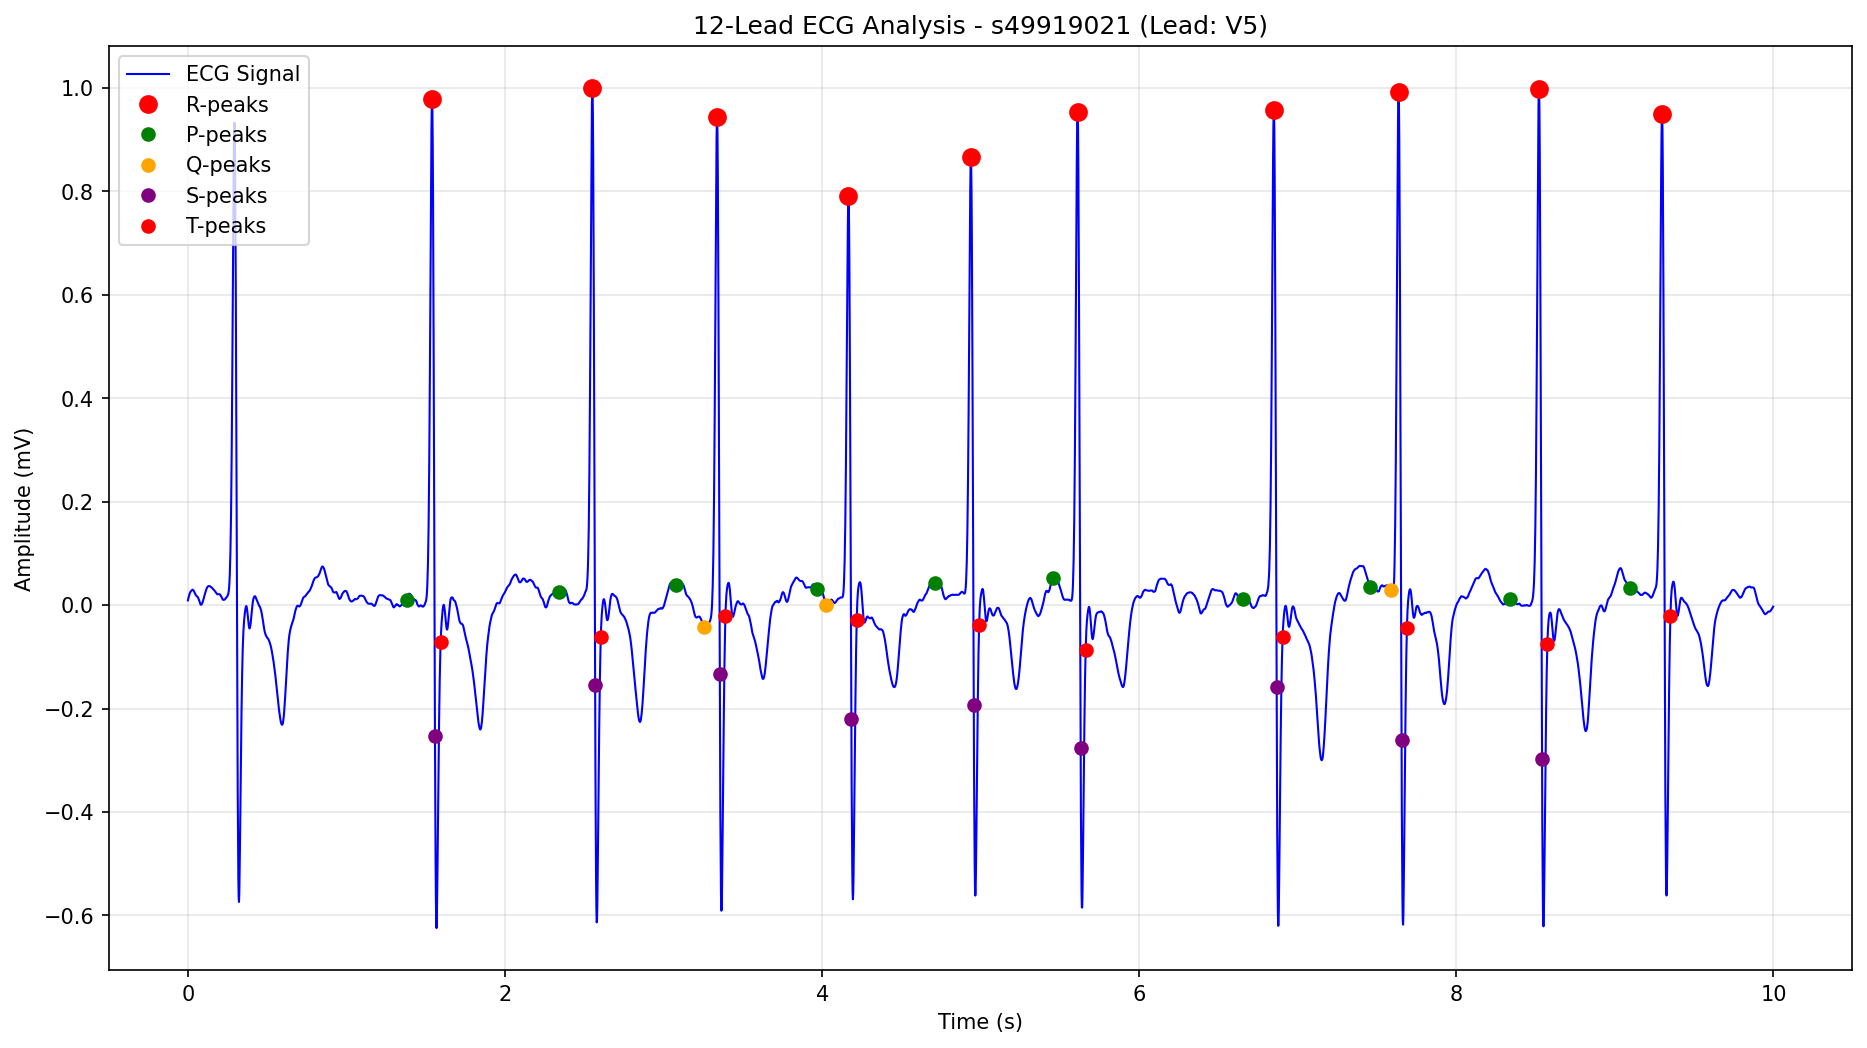 12-Lead ECG Analysis - s49919021 (Lead: V5)
ECG Signal
R-peaks
P-peaks
Q-peaks
S-peaks
T-peaks
1.0
0.8
0.6
0.4
0.2
0.0
−0.2
−0.4
−0.6
Amplitude (mV)
0 2 4 6 8 10
Time (s)